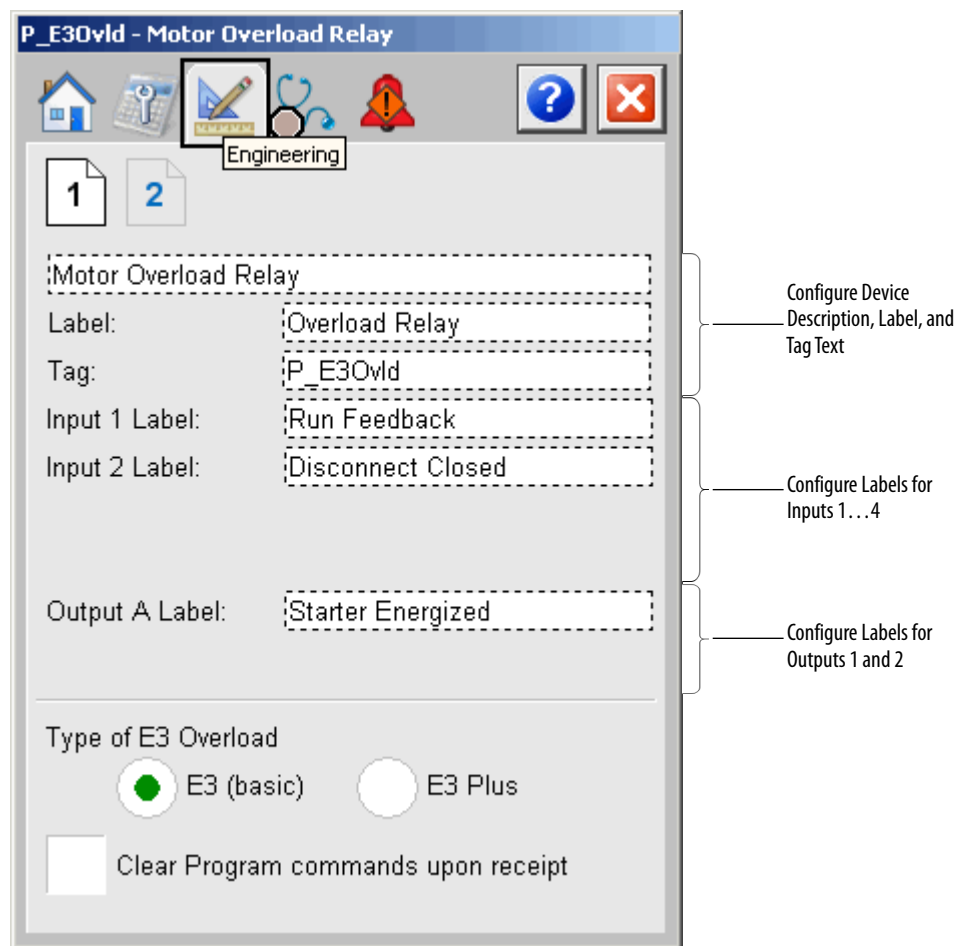 P_E3Ovld - Motor Overload Relay
?
Engineering
1
2
Motor Overload Relay
Label:
Overload Relay
Tag:
P_E3Ovld
Configure Device
Description, Label, and
Tag Text
Input 1 Label:
Run Feedback
Input 2 Label:
Disconnect Closed
Configure Labels for
Inputs 1...4
Output A Label:
Starter Energized
Configure Labels for
Outputs 1 and 2
Type of E3 Overload
E3 (basic)
E3 Plus
Clear Program commands upon receipt